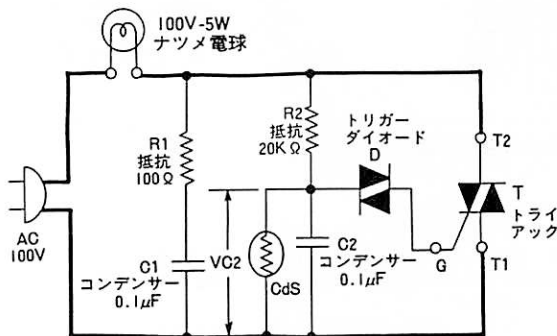 100V-5W
ナツメ電球
R1
抵抗
100Ω
R2
抵抗
20KΩ
トリガー
ダイオード
D
T2
T
トライ
アック
T1
G
AC
100V
C1
コンデンサー
0.1μF
VC2
CdS
C2
コンデンサー
0.1μF